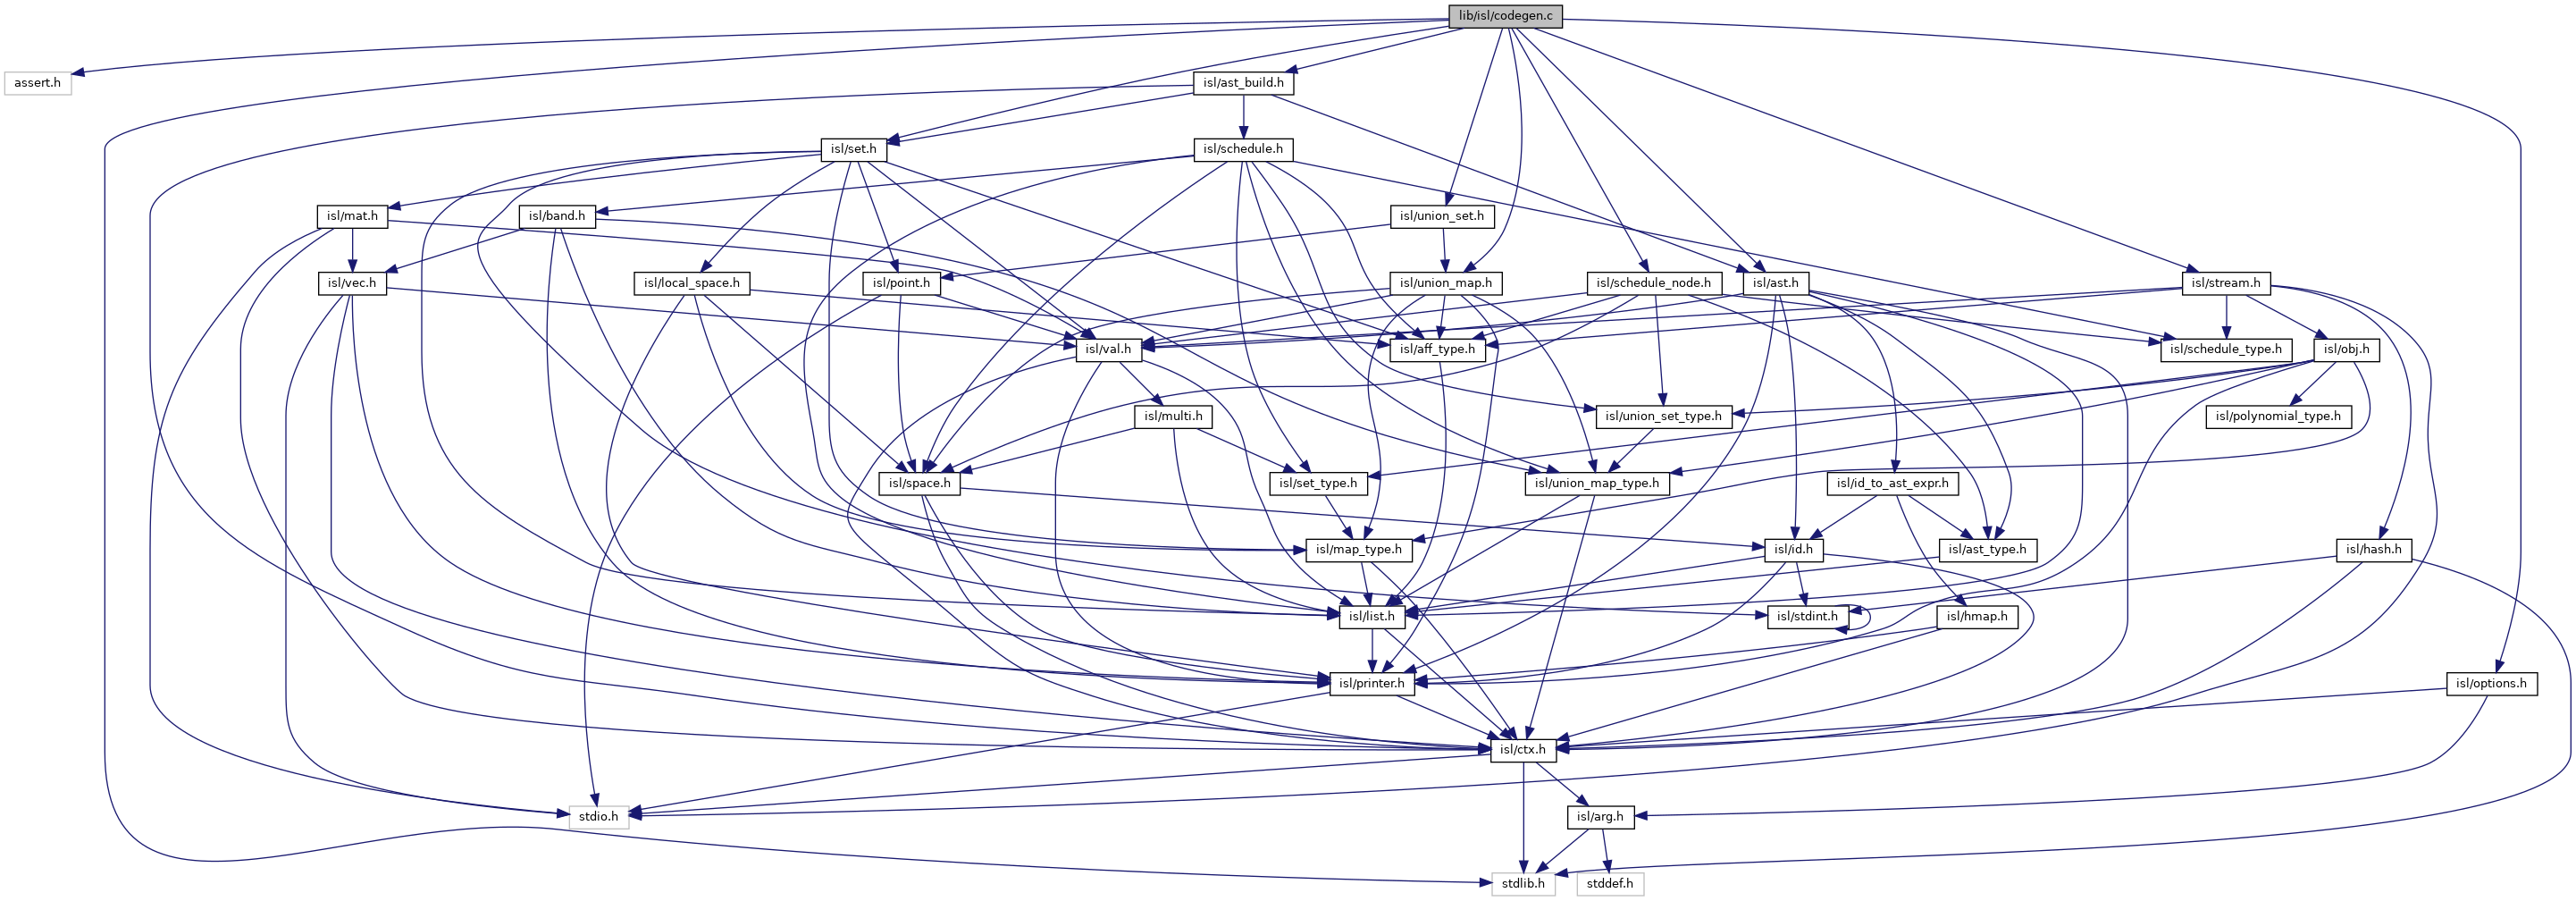 lib/isl/codegen.c
assert.h
isl/ast_build.h
isl/set.h
isl/schedule.h
isl/mat.h
isl/band.h
isl/union_set.h
isl/vec.h
isl/local_space.h
isl/point.h
isl/union_map.h
isl/schedule_node.h
isl/ast.h
isl/stream.h
isl/val.h
isl/aff_type.h
isl/schedule_type.h
isl/obj.h
isl/multi.h
isl/union_set_type.h
isl/polynomial_type.h
isl/space.h
isl/set_type.h
isl/union_map_type.h
isl/id_to_ast_expr.h
isl/map_type.h
isl/id.h
isl/ast_type.h
isl/hash.h
isl/list.h
isl/stdint.h
isl/hmap.h
isl/printer.h
isl/options.h
isl/ctx.h
stdio.h
isl/arg.h
stdlib.h
stddef.h